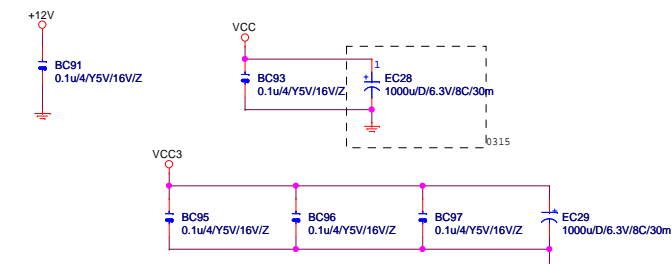 +12V
BC91
0.1u/4/Y5V/16V/Z
VCC
BC93
0.1u/4/Y5V/16V/Z
1
+
EC28
1000u/D/6.3V/8C/30m
0315
VCC3
BC95
0.1u/4/Y5V/16V/Z
BC96
0.1u/4/Y5V/16V/Z
BC97
0.1u/4/Y5V/16V/Z
+
EC29
1000u/D/6.3V/8C/30m